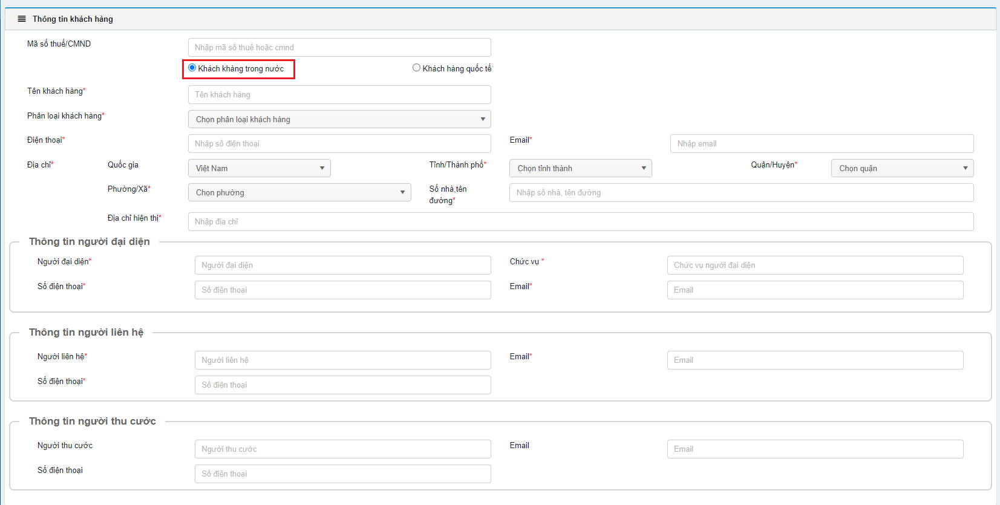 Thông tin khách hàng
Mã số thuế/CMND
Nhập mã số thuế hoặc cmnd
Khách khàng trong nước
Khách hàng quốc tế
Tên khách hàng*
Tên khách hàng
Phân loại khách hàng*
Chọn phân loại khách hàng
Điện thoại*
Nhập số điện thoại
Email*
Nhập email
Địa chỉ*
Quốc gia
Việt Nam
Tỉnh/Thành phố*
Chọn tỉnh thành
Quận/Huyện*
Chọn quận
Phường/Xã*
Chọn phường
Số nhà,tên
đường*
Nhập số nhà, tên đường
Địa chỉ hiện thị*
Nhập địa chỉ
Thông tin người đại diện
Người đại diện*
Người đại diện
Chức vụ *
Chức vụ người đại diện
Số điện thoại*
Số điện thoại
Email*
Email
Thông tin người liên hệ
Người liên hệ*
Người liên hệ
Email*
Email
Số điện thoại*
Số điện thoại
Thông tin người thu cước
Người thu cước
Người thu cước
Email
Email
Số điện thoại
Số điện thoại